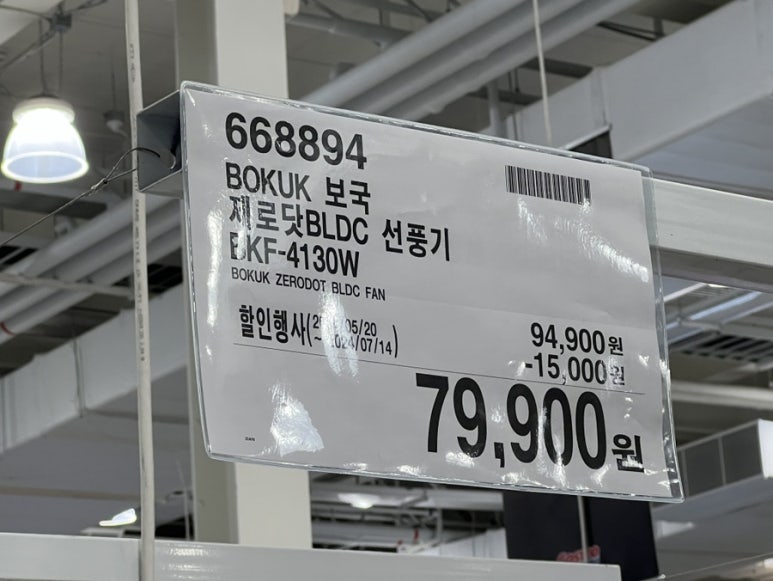 668894
BOKUK 보국
제로닷BLDC 선풍기
BKF-4130W
BOKUK ZERODOT BLDC FAN
할인행사( /05/20
~ 2024/07/14)
94,900원
-15,000원
79,900원